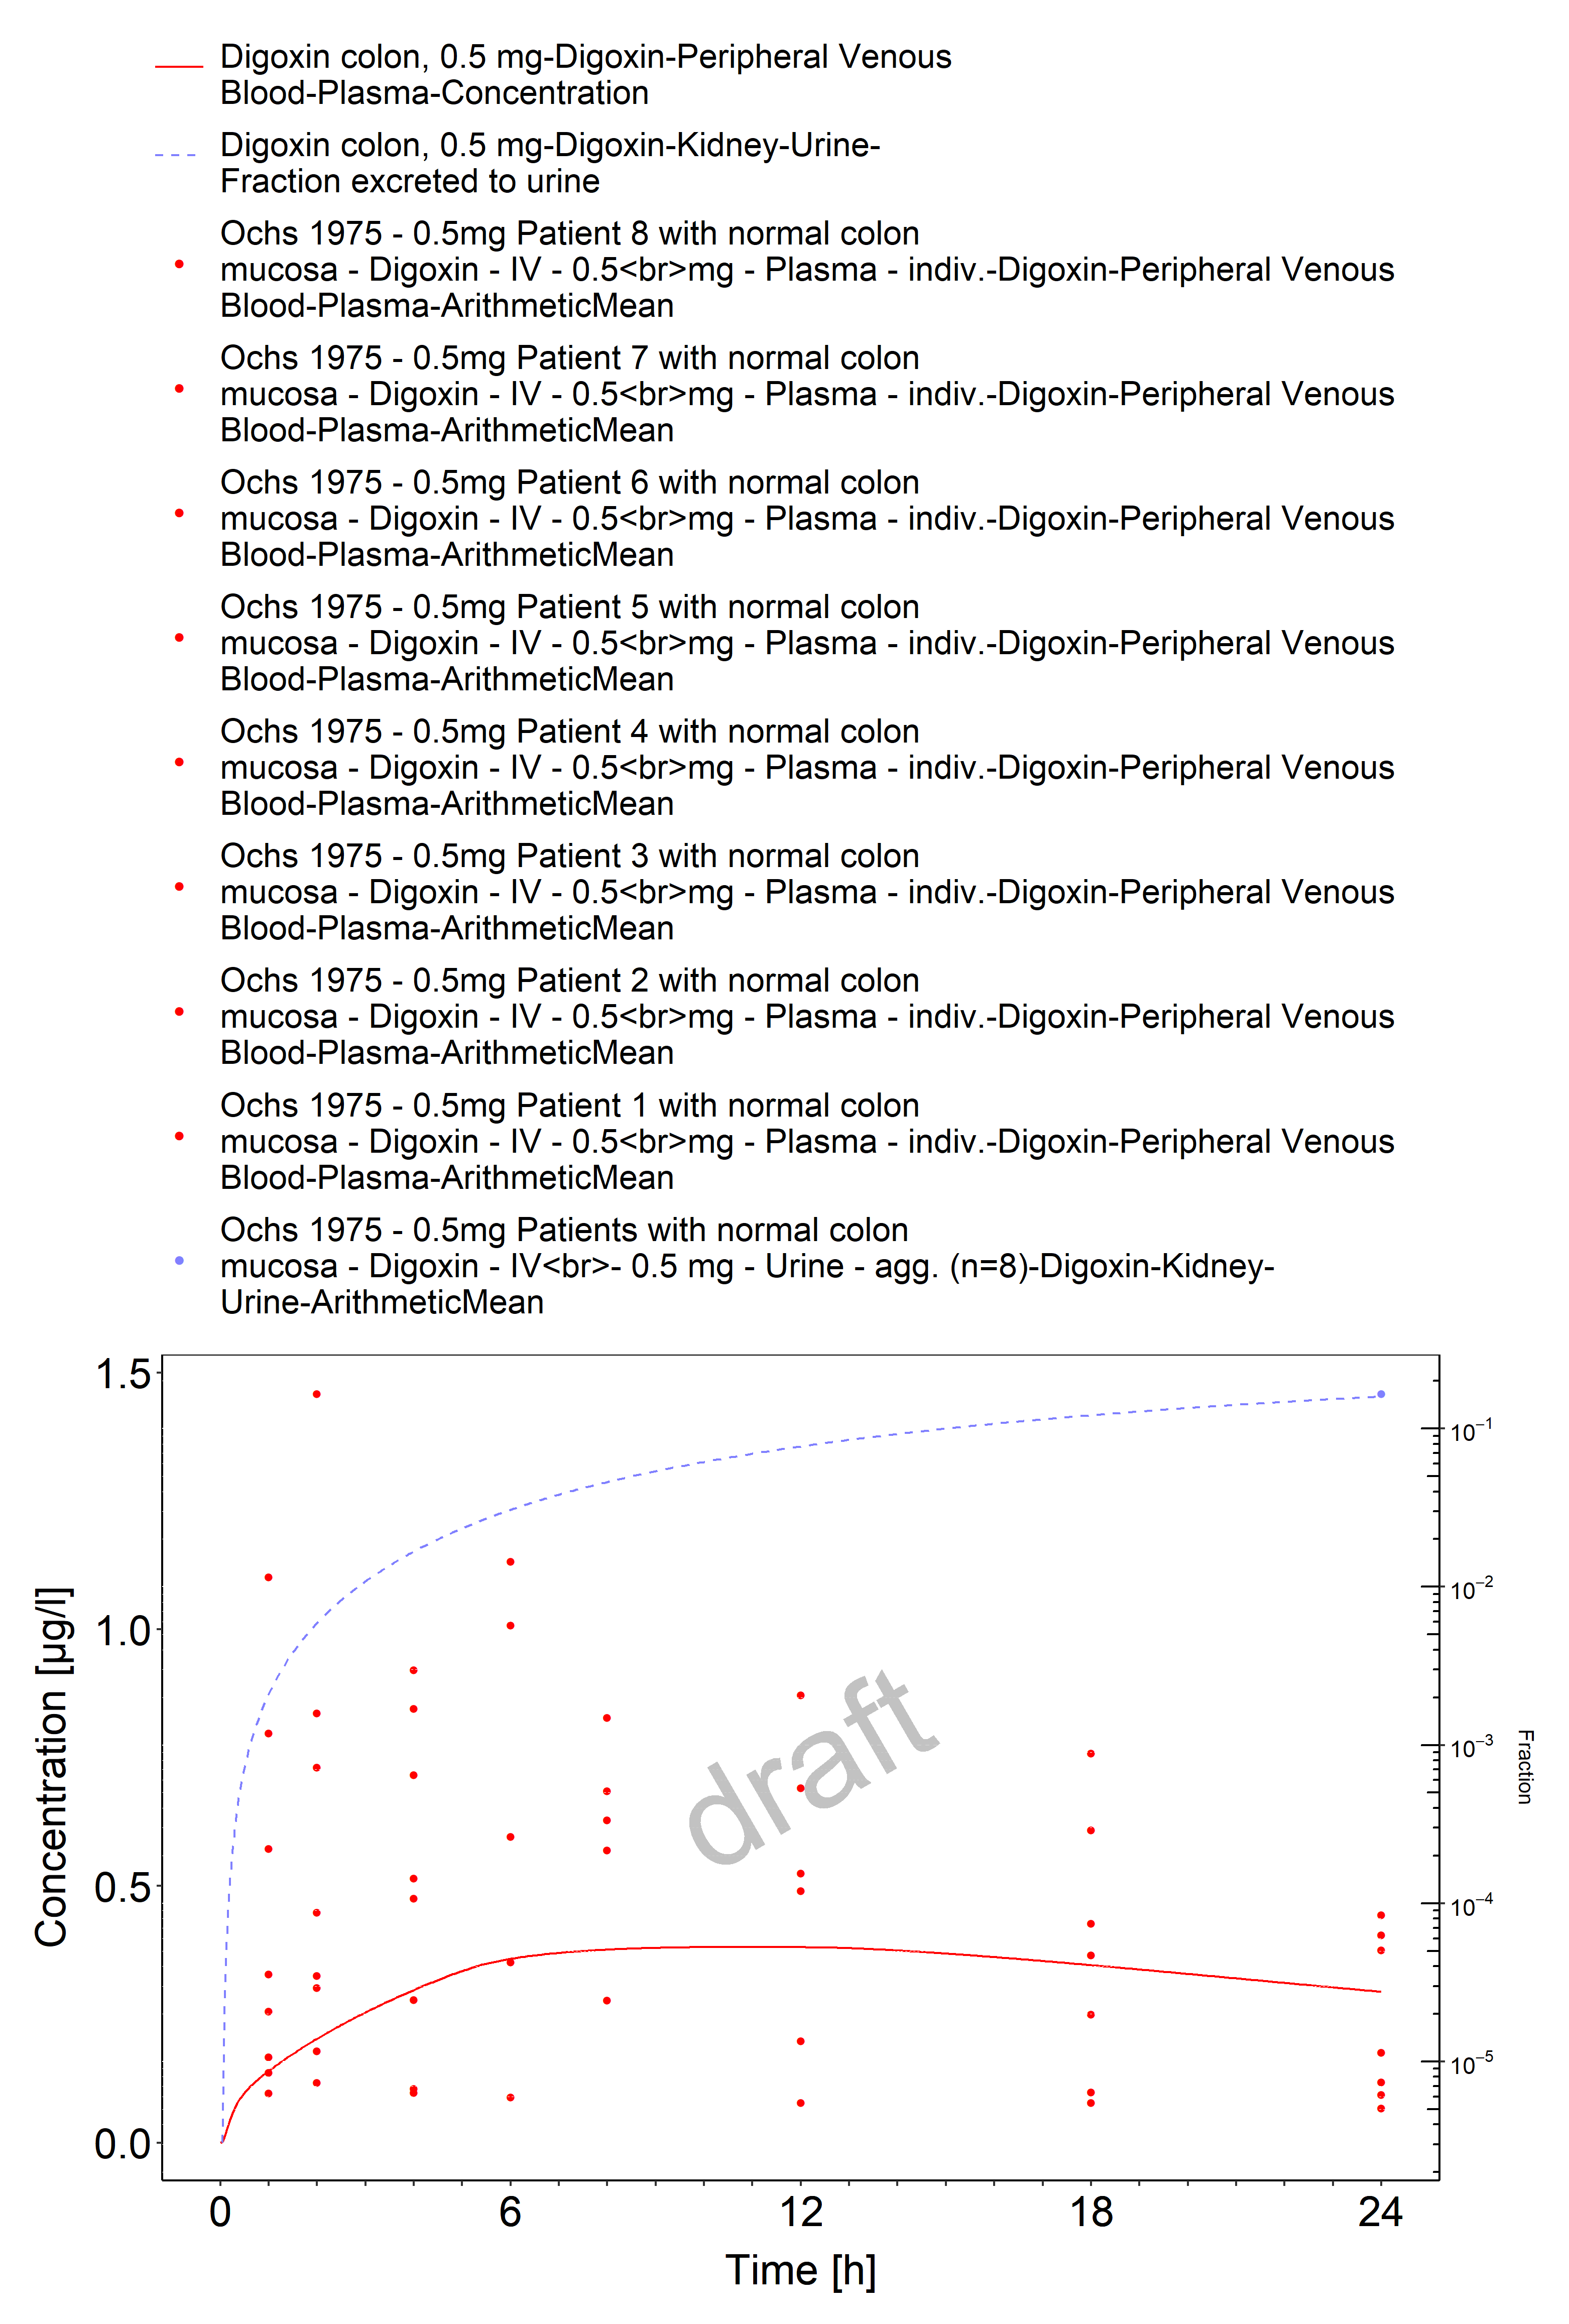 Digoxin colon, 0.5 mg-Digoxin-Peripheral Venous
Blood-Plasma-Concentration
Digoxin colon, 0.5 mg-Digoxin-Kidney-Urine-
Fraction excreted to urine
Ochs 1975 - 0.5mg Patient 8 with normal colon
mucosa - Digoxin - IV - 0.5<br>mg - Plasma - indiv.-Digoxin-Peripheral Venous
Blood-Plasma-ArithmeticMean
Ochs 1975 - 0.5mg Patient 7 with normal colon
mucosa - Digoxin - IV - 0.5<br>mg - Plasma - indiv.-Digoxin-Peripheral Venous
Blood-Plasma-ArithmeticMean
Ochs 1975 - 0.5mg Patient 6 with normal colon
mucosa - Digoxin - IV - 0.5<br>mg - Plasma - indiv.-Digoxin-Peripheral Venous
Blood-Plasma-ArithmeticMean
Ochs 1975 - 0.5mg Patient 5 with normal colon
mucosa - Digoxin - IV - 0.5<br>mg - Plasma - indiv.-Digoxin-Peripheral Venous
Blood-Plasma-ArithmeticMean
Ochs 1975 - 0.5mg Patient 4 with normal colon
mucosa - Digoxin - IV - 0.5<br>mg - Plasma - indiv.-Digoxin-Peripheral Venous
Blood-Plasma-ArithmeticMean
Ochs 1975 - 0.5mg Patient 3 with normal colon
mucosa - Digoxin - IV - 0.5<br>mg - Plasma - indiv.-Digoxin-Peripheral Venous
Blood-Plasma-ArithmeticMean
Ochs 1975 - 0.5mg Patient 2 with normal colon
mucosa - Digoxin - IV - 0.5<br>mg - Plasma - indiv.-Digoxin-Peripheral Venous
Blood-Plasma-ArithmeticMean
Ochs 1975 - 0.5mg Patient 1 with normal colon
mucosa - Digoxin - IV - 0.5<br>mg - Plasma - indiv.-Digoxin-Peripheral Venous
Blood-Plasma-ArithmeticMean
Ochs 1975 - 0.5mg Patients with normal colon
mucosa - Digoxin - IV<br>- 0.5 mg - Urine - agg. (n=8)-Digoxin-Kidney-
Urine-ArithmeticMean
1.5
1.0
0.5
0.0
Concentration [µg/l]
draft
10⁻¹
10⁻²
10⁻³
10⁻⁴
10⁻⁵
Fraction
0 6 12 18 24
Time [h]